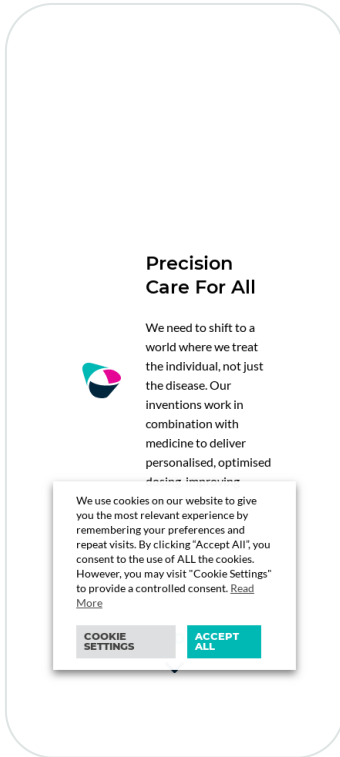 Precision
Care For All
We need to shift to a
world where we treat
the individual, not just
the disease. Our
inventions work in
combination with
medicine to deliver
personalised, optimised
dosing, improving
We use cookies on our website to give
you the most relevant experience by
remembering your preferences and
repeat visits. By clicking “Accept All”, you
consent to the use of ALL the cookies.
However, you may visit "Cookie Settings"
to provide a controlled consent. Read
More
COOKIE
SETTINGS
ACCEPT
ALL